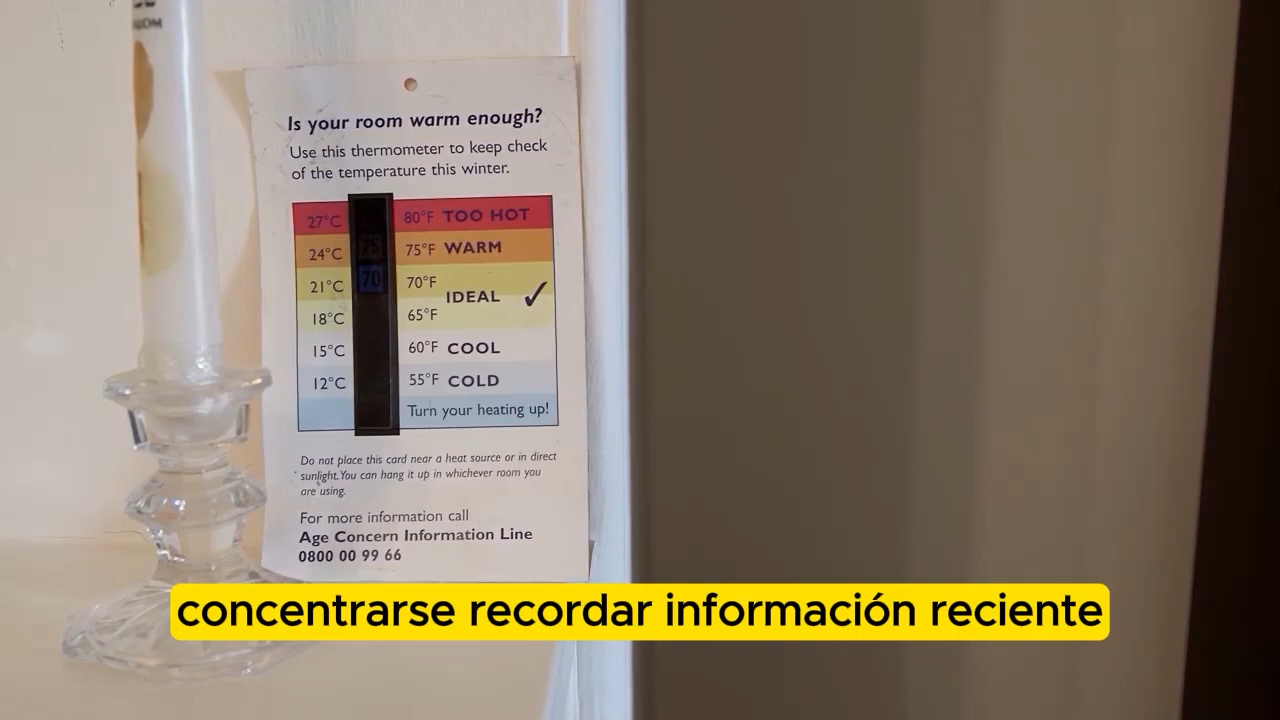 Is your room warm enough?
Use this thermometer to keep check
of the temperature this winter.
27°C 80°F TOO HOT
75
24°C 75°F WARM
70
21°C 70°F
IDEAL ✓
18°C 65°F
15°C 60°F COOL
12°C 55°F COLD
Turn your heating up!
Do not place this card near a heat source or in direct
sunlight. You can hang it up in whichever room you
are using.
For more information call
Age Concern Information Line
0800 00 99 66
concentrarse recordar información reciente